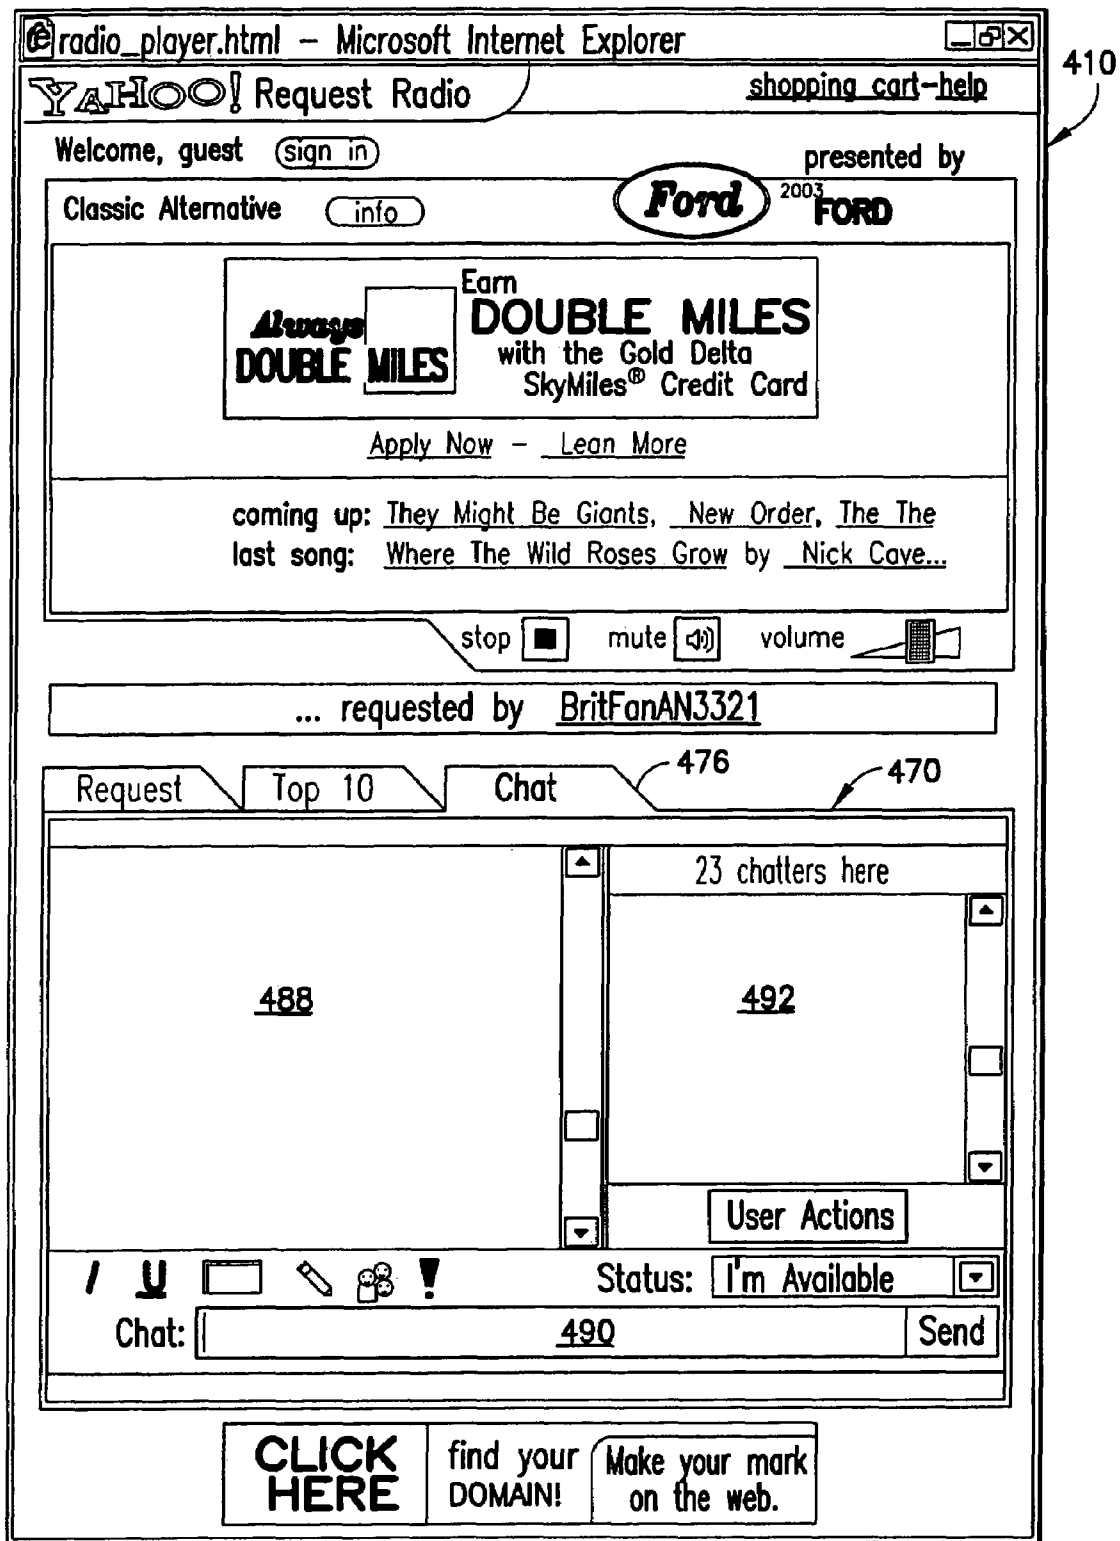 radio_player.html – Microsoft Internet Explorer
410
YAHOO! Request Radio
shopping cart-help
Welcome, guest
sign in
presented by
Classic Alternative
info
Ford
2003
FORD
Always
DOUBLE MILES
Earn
DOUBLE MILES
with the Gold Delta
SkyMiles® Credit Card
Apply Now – Lean More
coming up: They Might Be Giants, New Order, The The
last song: Where The Wild Roses Grow by Nick Cave...
stop
mute
volume
... requested by BritFanAN3321
Request
Top 10
Chat
476
470
23 chatters here
488
492
User Actions
I U !
Status: I'm Available
Chat: 490 Send
CLICK
HERE
find your
DOMAIN!
Make your mark
on the web.